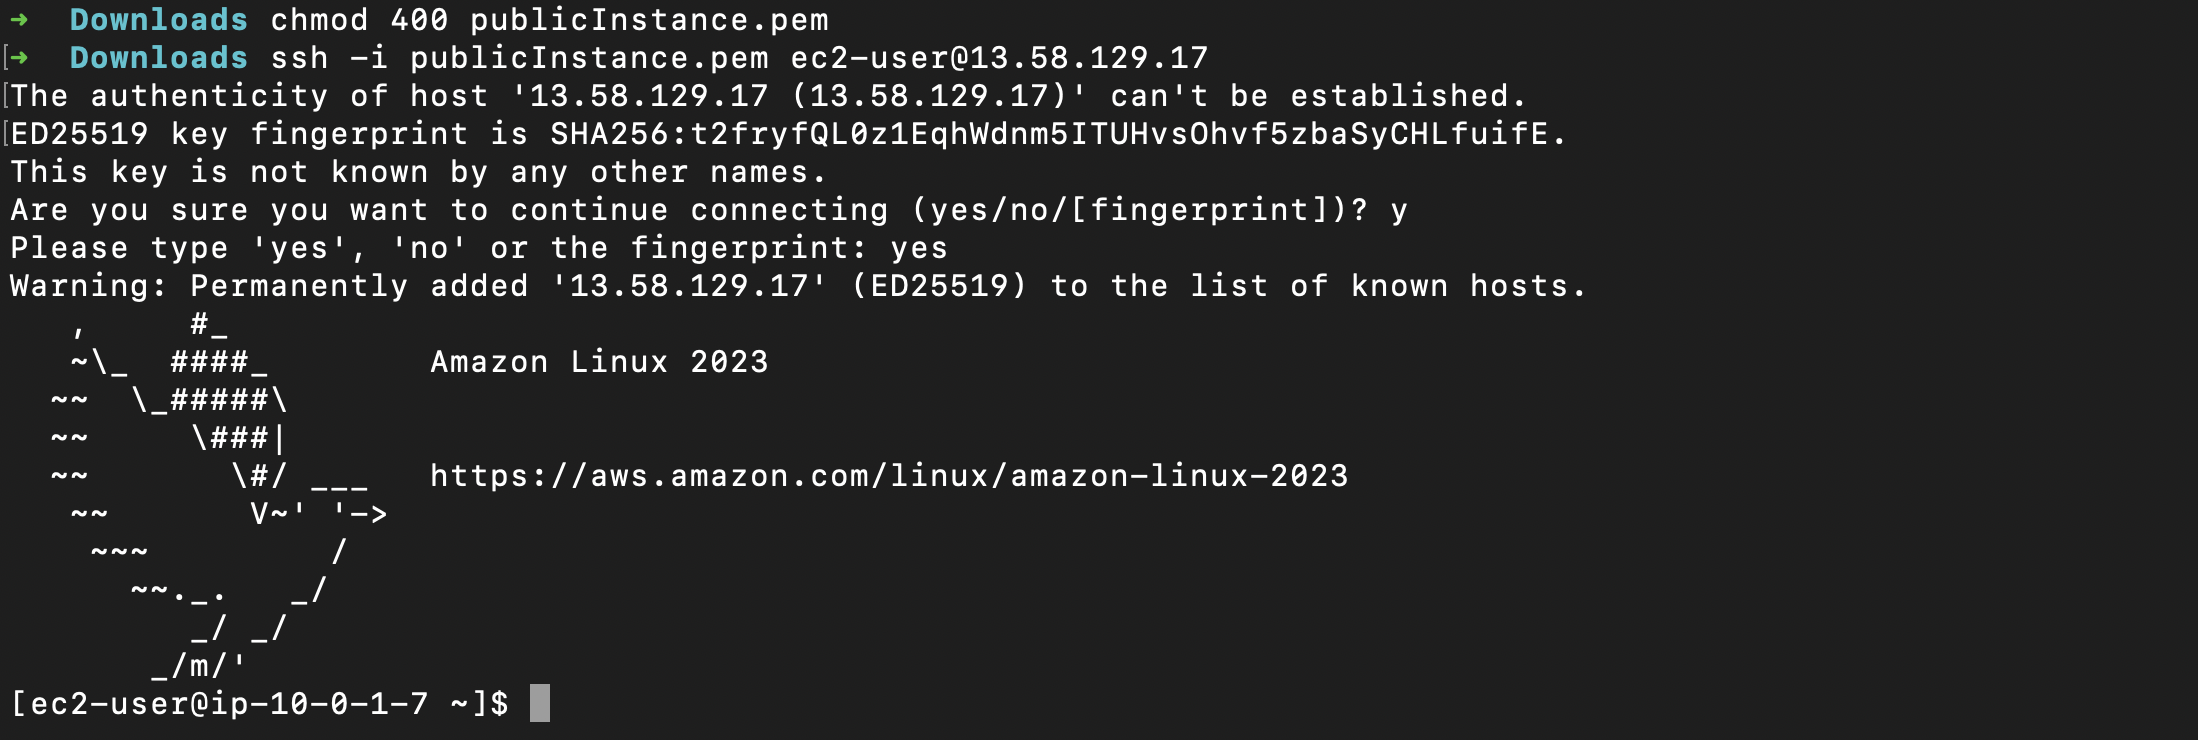 ➜  Downloads chmod 400 publicInstance.pem
[➜  Downloads ssh -i publicInstance.pem ec2-user@13.58.129.17
[The authenticity of host '13.58.129.17 (13.58.129.17)' can't be established.
[ED25519 key fingerprint is SHA256:t2fryfQL0z1EqhWdnm5ITUHvsOhvf5zbaSyCHLfuifE.
This key is not known by any other names.
Are you sure you want to continue connecting (yes/no/[fingerprint])? y
Please type 'yes', 'no' or the fingerprint: yes
Warning: Permanently added '13.58.129.17' (ED25519) to the list of known hosts.
   ,     #_
   ~\_  ####_        Amazon Linux 2023
  ~~  \_#####\
  ~~     \###|
  ~~       \#/ ___   https://aws.amazon.com/linux/amazon-linux-2023
   ~~       V~' '->
    ~~~         /
      ~~._.   _/
         _/ _/
       _/m/'
[ec2-user@ip-10-0-1-7 ~]$